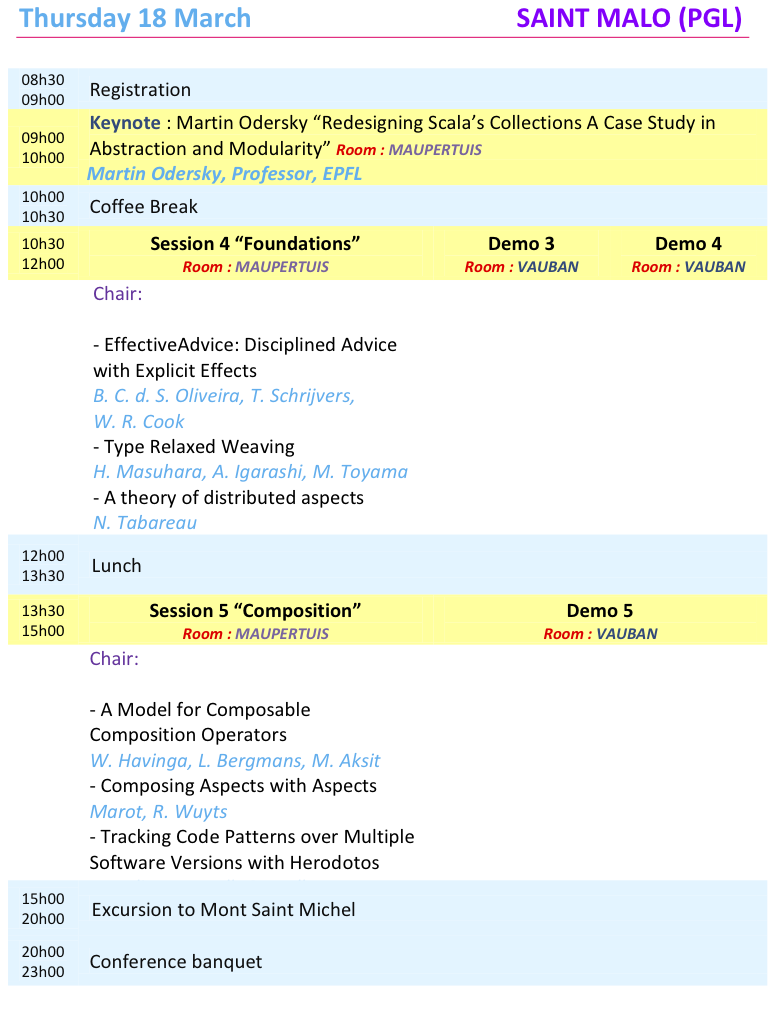 Thursday 18 March SAINT MALO (PGL)
08h30
09h00
Registration
09h00
10h00
Keynote : Martin Odersky “Redesigning Scala’s Collections A Case Study in
Abstraction and Modularity” Room : MAUPERTUIS
Martin Odersky, Professor, EPFL
10h00
10h30
Coffee Break
10h30
12h00
Session 4 “Foundations”
Room : MAUPERTUIS
Demo 3
Room : VAUBAN
Demo 4
Room : VAUBAN
Chair:
- EffectiveAdvice: Disciplined Advice
with Explicit Effects
B. C. d. S. Oliveira, T. Schrijvers,
W. R. Cook
- Type Relaxed Weaving
H. Masuhara, A. Igarashi, M. Toyama
- A theory of distributed aspects
N. Tabareau
12h00
13h30
Lunch
13h30
15h00
Session 5 “Composition”
Room : MAUPERTUIS
Demo 5
Room : VAUBAN
Chair:
- A Model for Composable
Composition Operators
W. Havinga, L. Bergmans, M. Aksit
- Composing Aspects with Aspects
Marot, R. Wuyts
- Tracking Code Patterns over Multiple
Software Versions with Herodotos
15h00
20h00
Excursion to Mont Saint Michel
20h00
23h00
Conference banquet